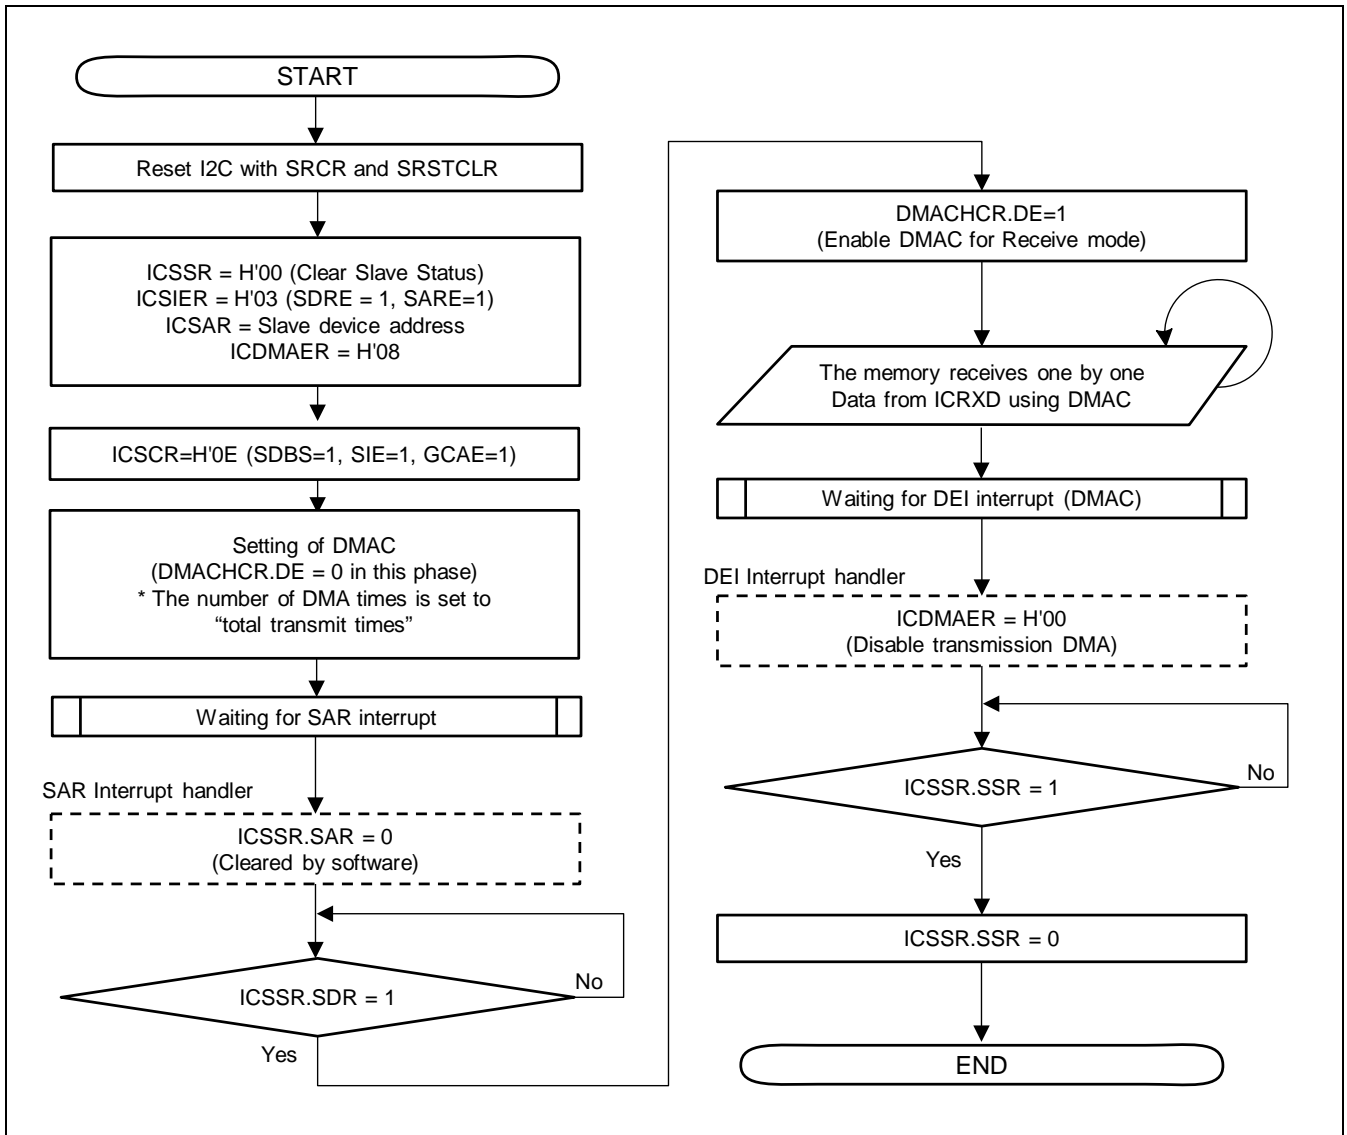 START
Reset I2C with SRCR and SRSTCLR
ICSSR = H'00 (Clear Slave Status)
ICSIER = H'03 (SDRE = 1, SARE=1)
ICSAR = Slave device address
ICDMAER = H'08
ICSCR=H'0E (SDBS=1, SIE=1, GCAE=1)
Setting of DMAC
(DMACHCR.DE = 0 in this phase)
* The number of DMA times is set to
“total transmit times”
Waiting for SAR interrupt
SAR Interrupt handler
ICSSR.SAR = 0
(Cleared by software)
ICSSR.SDR = 1
No
Yes
DMACHCR.DE=1
(Enable DMAC for Receive mode)
The memory receives one by one
Data from ICRXD using DMAC
Waiting for DEI interrupt (DMAC)
DEI Interrupt handler
ICDMAER = H'00
(Disable transmission DMA)
ICSSR.SSR = 1
No
Yes
ICSSR.SSR = 0
END